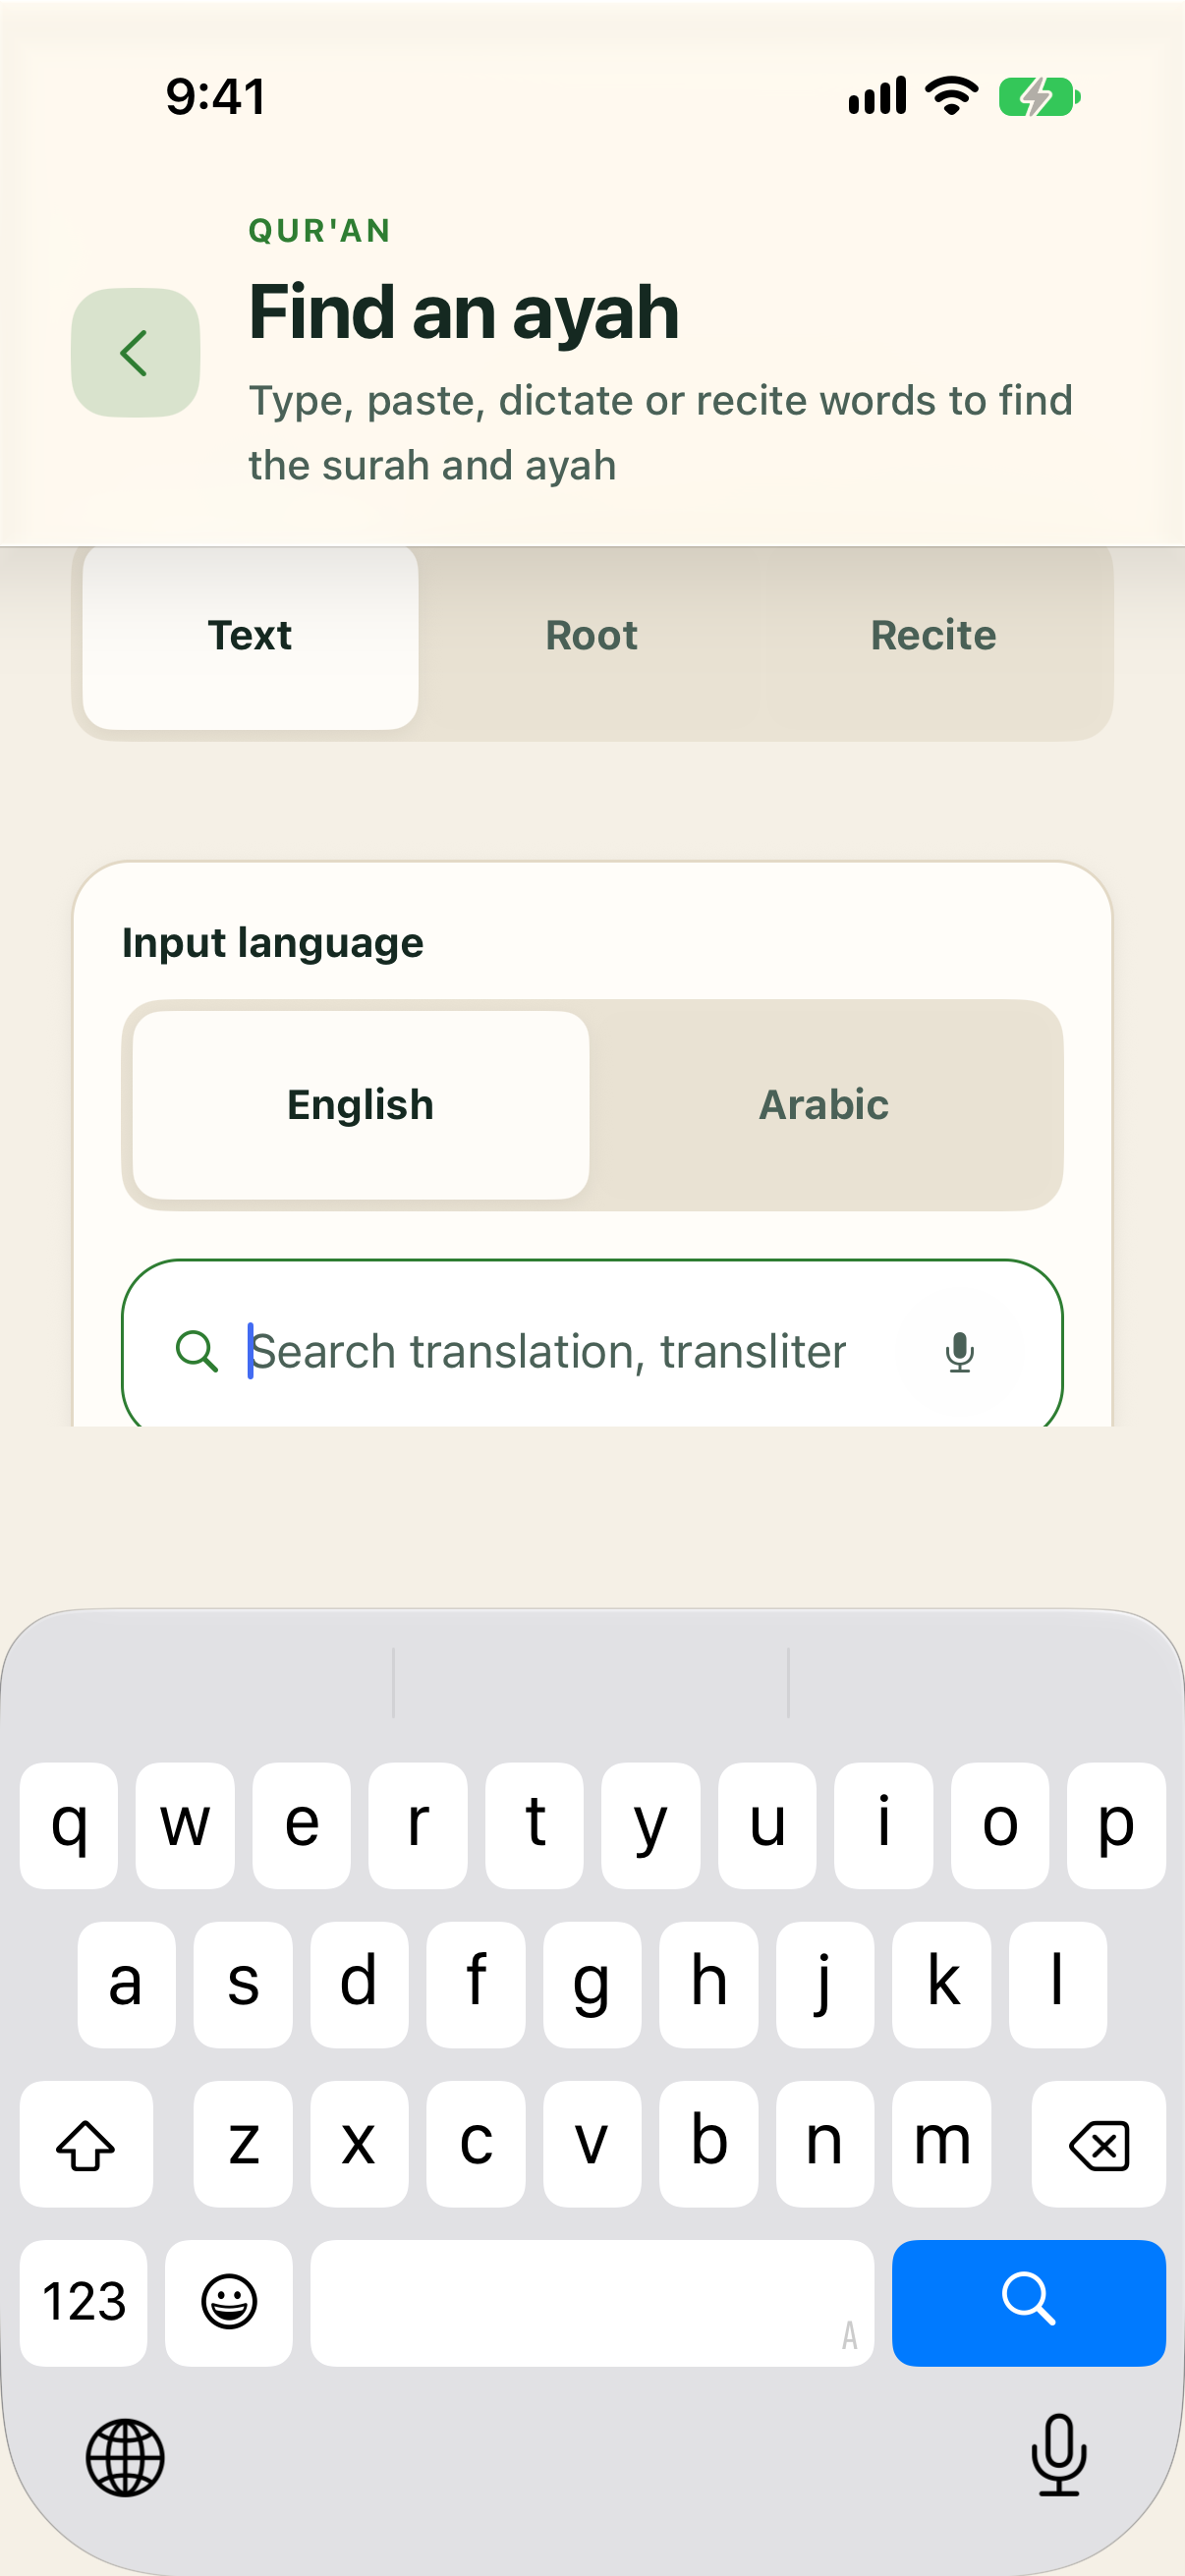 9:41
QUR'AN
Find an ayah
Type, paste, dictate or recite words to find
the surah and ayah
Text Root Recite
Input language
English Arabic
Search translation, transliter
q w e r t y u i o p
a s d f g h j k l
z x c v b n m
123 A